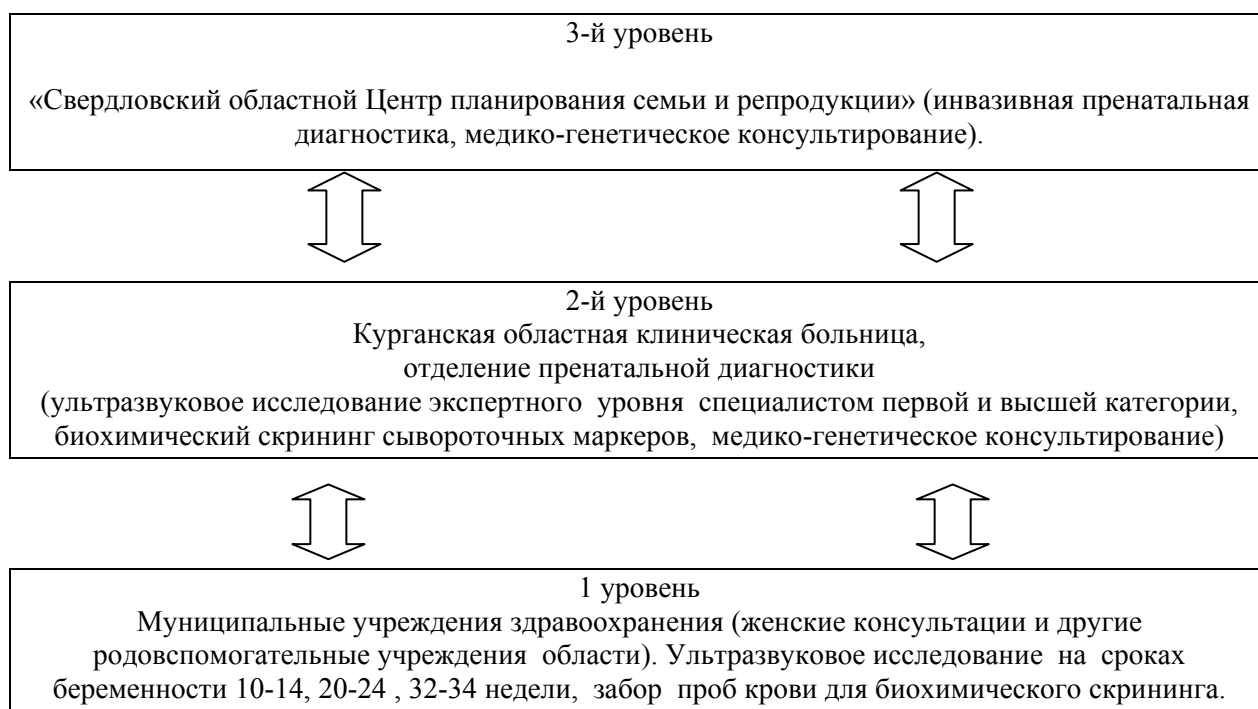 3-й уровень
«Свердловский областной Центр планирования семьи и репродукции» (инвазивная пренатальная
диагностика, медико-генетическое консультирование).
2-й уровень
Курганская областная клиническая больница,
отделение пренатальной диагностики
(ультразвуковое исследование экспертного уровня специалистом первой и высшей категории,
биохимический скрининг сывороточных маркеров, медико-генетическое консультирование)
1 уровень
Муниципальные учреждения здравоохранения (женские консультации и другие
родовспомогательные учреждения области). Ультразвуковое исследование на сроках
беременности 10-14, 20-24 , 32-34 недели, забор проб крови для биохимического скрининга.